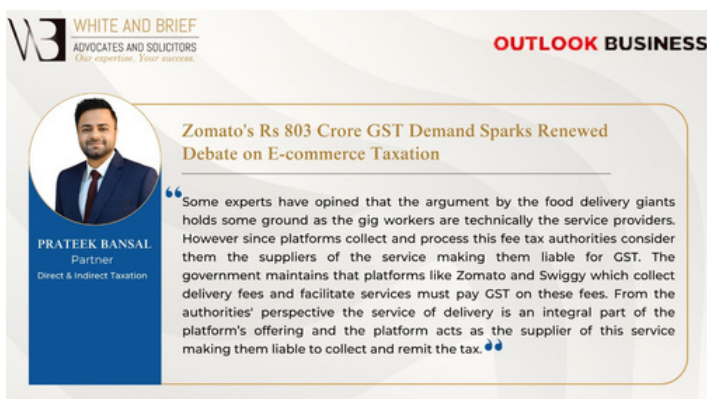 WHITE AND BRIEF
ADVOCATES AND SOLICITORS
Our expertise. Your success.
OUTLOOK BUSINESS
Zomato's Rs 803 Crore GST Demand Sparks Renewed
Debate on E-commerce Taxation
“Some experts have opined that the argument by the food delivery giants
holds some ground as the gig workers are technically the service providers.
However since platforms collect and process this fee tax authorities consider
them the suppliers of the service making them liable for GST. The
government maintains that platforms like Zomato and Swiggy which collect
delivery fees and facilitate services must pay GST on these fees. From the
authorities' perspective the service of delivery is an integral part of the
platform's offering and the platform acts as the supplier of this service
making them liable to collect and remit the tax.”
PRATEEK BANSAL
Partner
Direct & Indirect Taxation